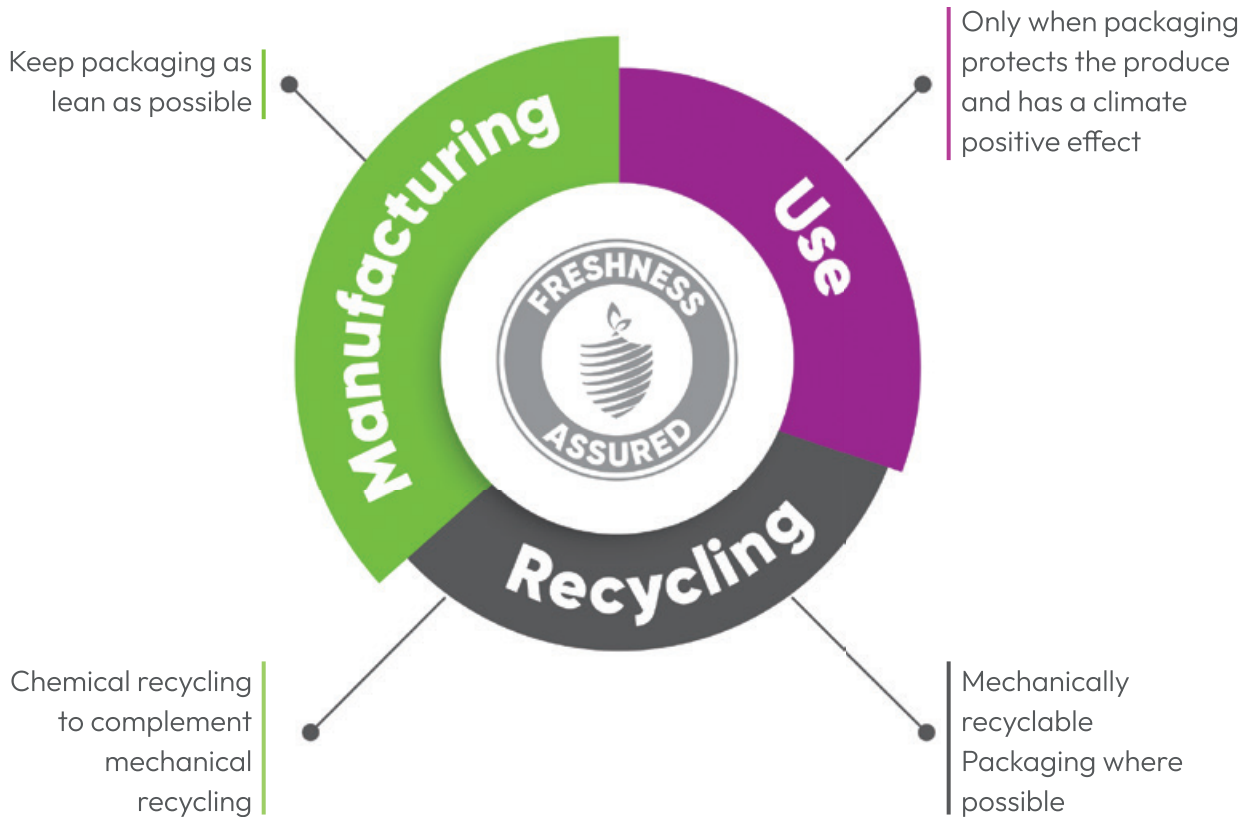 Keep packaging as
lean as possible
Only when packaging
protects the produce
and has a climate
positive effect
Manufacturing
Use
FRESHNESS
ASSURED
Recycling
Chemical recycling
to complement
mechanical
recycling
Mechanically
recyclable
Packaging where
possible